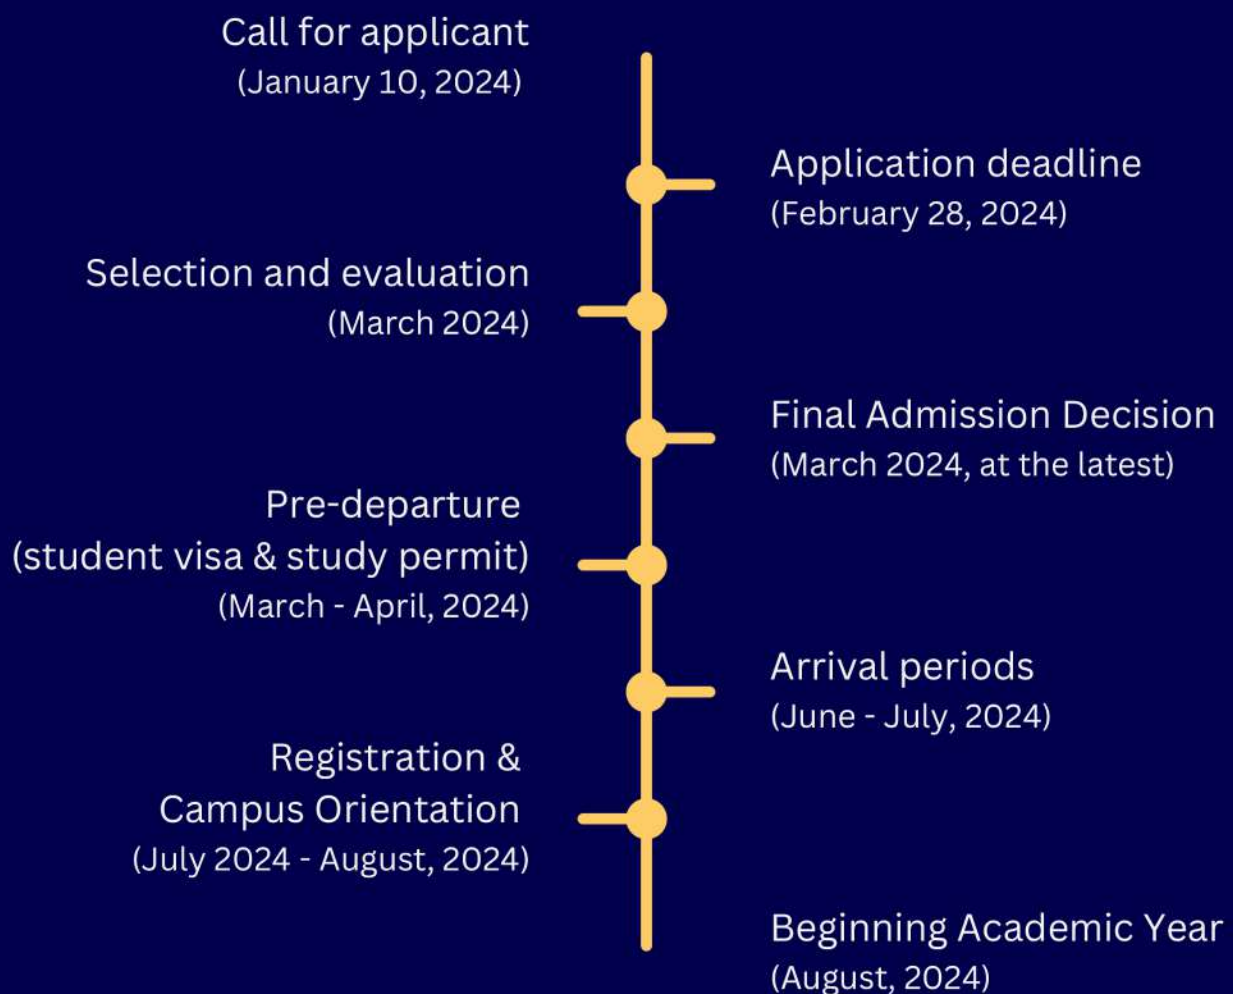 Call for applicant
(January 10, 2024)
Application deadline
(February 28, 2024)
Selection and evaluation
(March 2024)
Final Admission Decision
(March 2024, at the latest)
Pre-departure
(student visa & study permit)
(March - April, 2024)
Arrival periods
(June - July, 2024)
Registration &
Campus Orientation
(July 2024 - August, 2024)
Beginning Academic Year
(August, 2024)